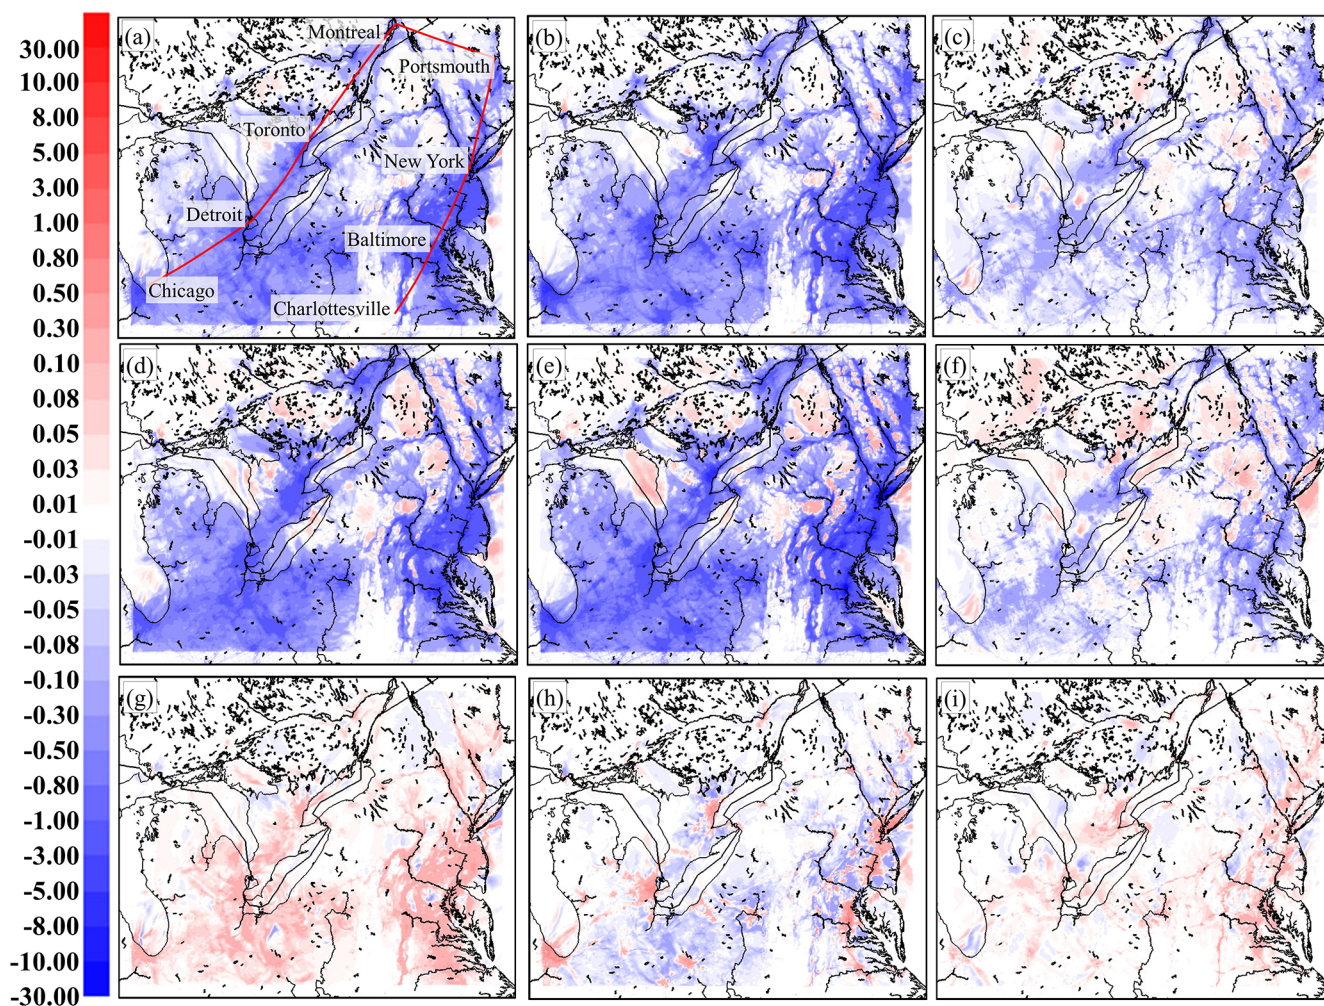 30.00
10.00
8.00
5.00
3.00
1.00
0.80
0.50
0.30
0.10
0.08
0.05
0.03
0.01
-0.01
-0.03
-0.05
-0.08
-0.10
-0.30
-0.50
-0.80
-1.00
-3.00
-5.00
-8.00
-10.00
-30.00
(a)
Montreal
Portsmouth
Toronto
New York
Detroit
Baltimore
Chicago
Charlottesville
(b)
(c)
(d)
(e)
(f)
(g)
(h)
(i)